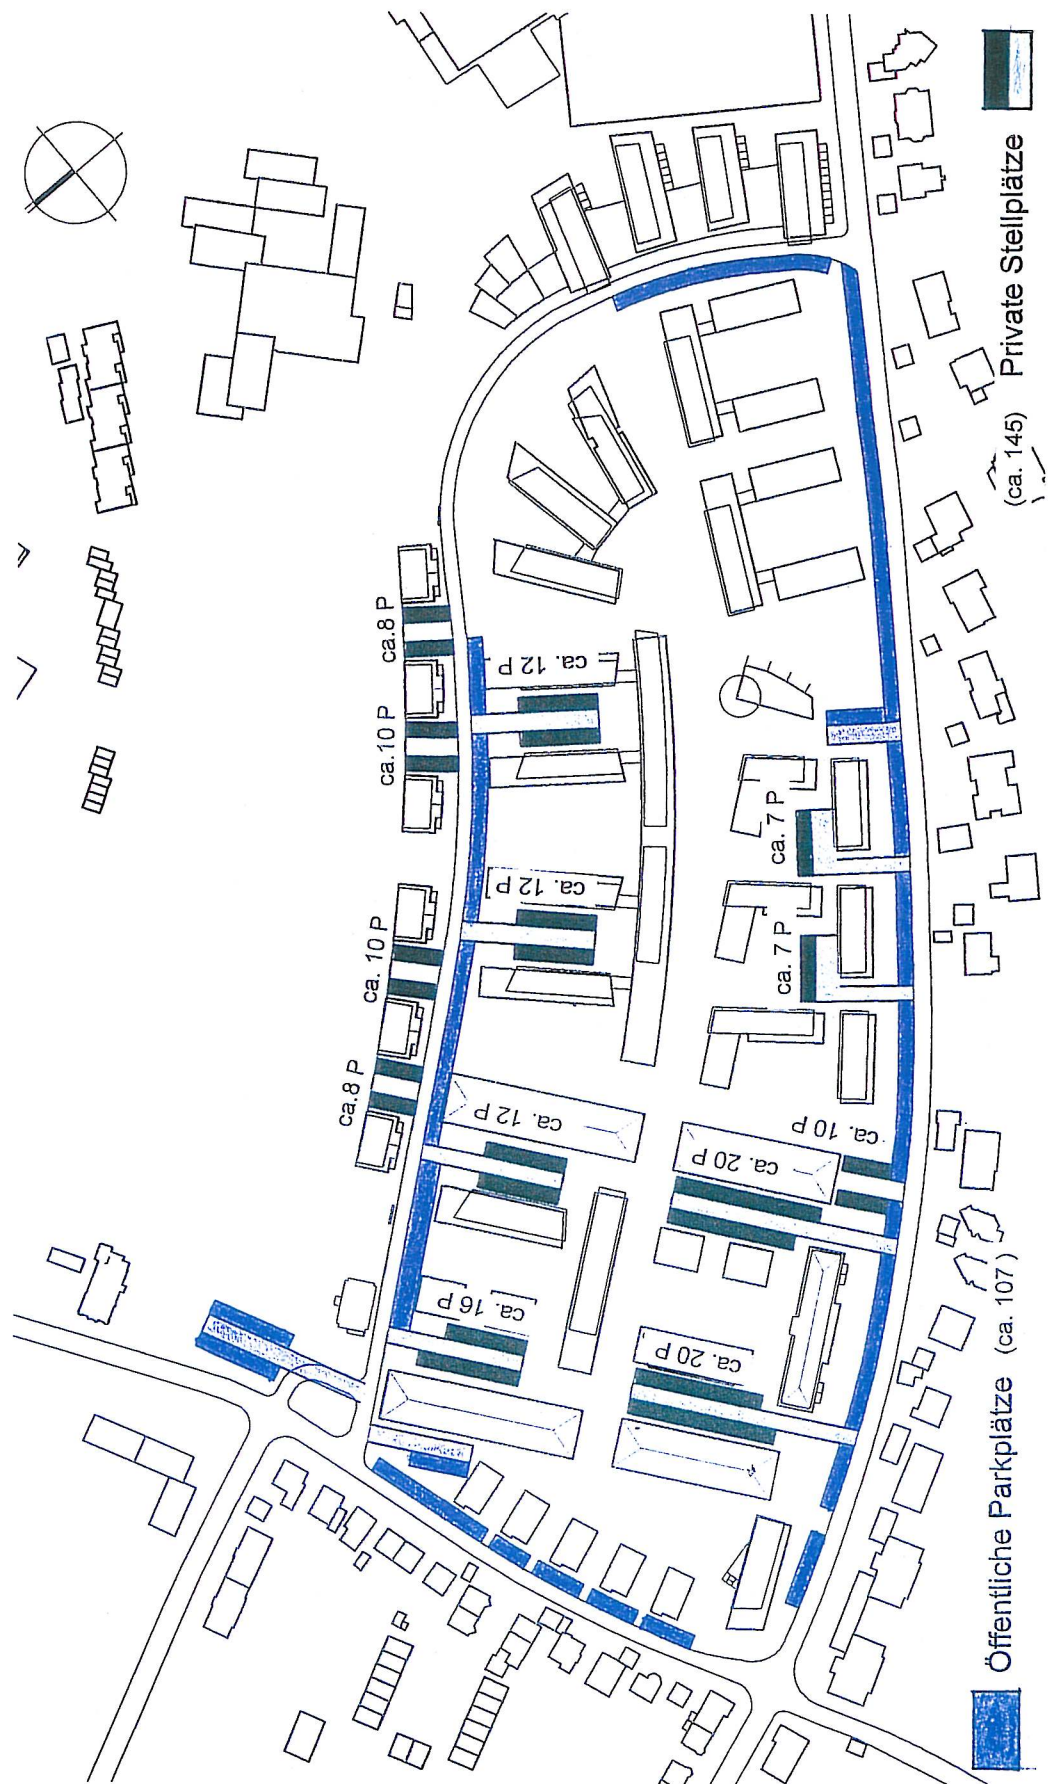 ca.8 P
ca.10 P
ca. 10 P
ca.8 P
ca. 12 P
ca. 12 P
ca. 12 P
ca. 16 P
ca. 7 P
ca. 7 P
ca. 10 P
ca. 20 P
ca. 20 P
Öffentliche Parkplätze (ca. 107 )
(ca. 145) Private Stellplätze